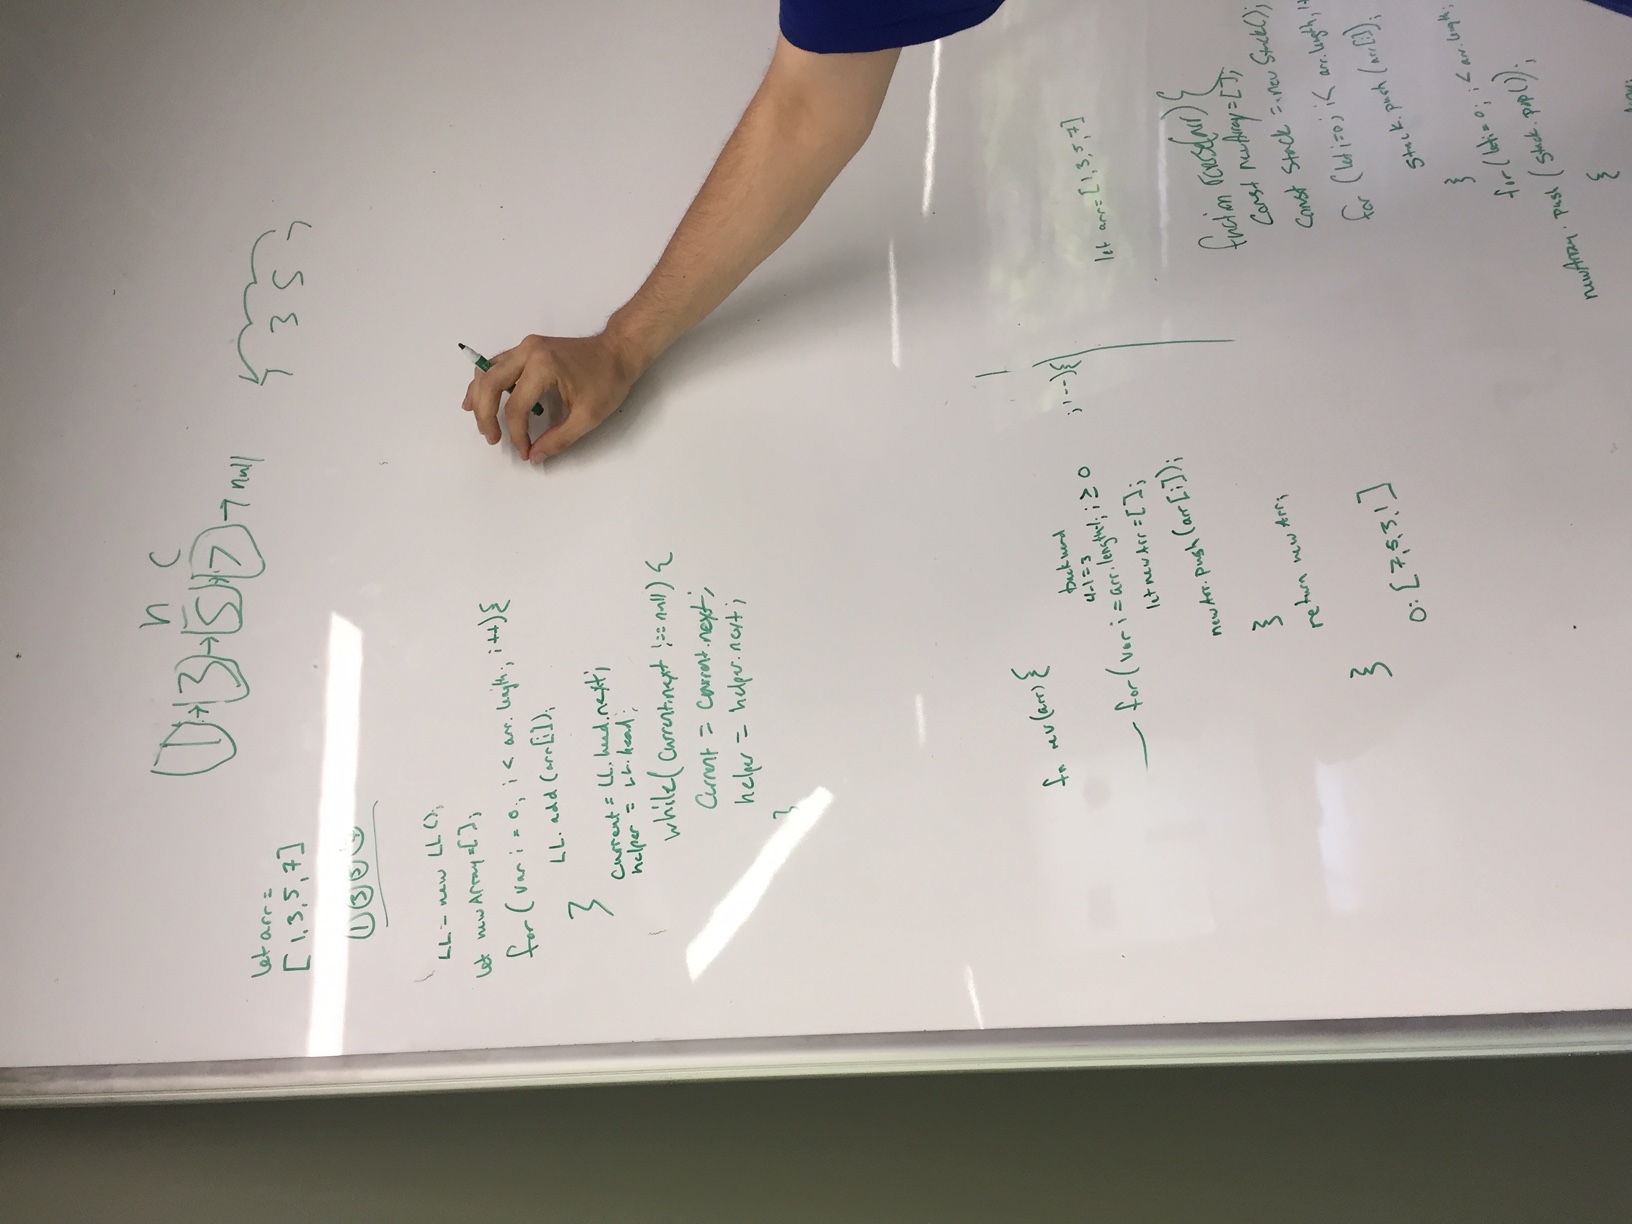 n c
1 → 3 → 5 → 7 → null
let arr =
[ 1, 3, 5, 7 ]
1 3 5 7
① ③ ⑤
LL = new LL();
let newArray = [ ];
for ( var i = 0; i < arr.length; i ++){
LL. add (arr[i]);
}
current = LL.head.next;
helper = LL.head;
while( current.next !== null) {
Current = current.next;
helper = helper.next;
}
fn rev(arr) {
backward
4-1=3
for ( var i = arr.length-1; i ≥ 0 ; i--){
let newArr = [ ];
newArr.push (arr[i]);
}
return newArr;
}
O: [ 7, 5, 3, 1 ]
let arr = [1, 3, 5, 7]
function reverse(arr) {
Const newArray = [ ];
Const Stack = new Stack();
for (let i=0; i < arr.length, i+
Stack. push (arr[i]);
}
for (let i = 0; i < arr.length;
newArray. push ( Stack. pop());
{